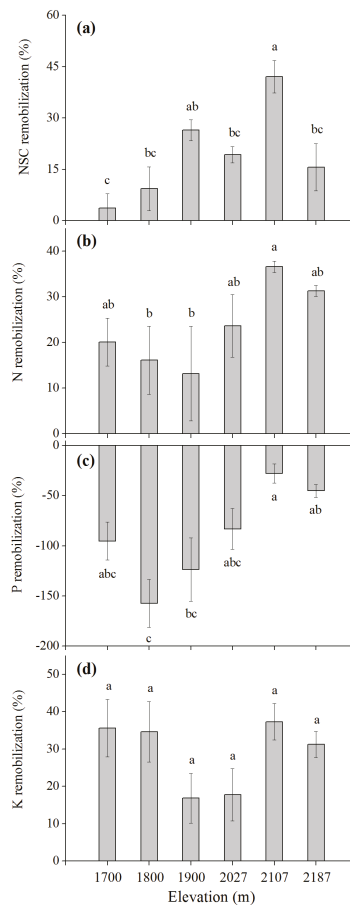 (a)
NSC remobilization (%)
60
45
30
15
0
c
bc
ab
bc
a
bc
(b)
N remobilization (%)
40
30
20
10
0
ab
b
b
ab
a
ab
(c)
P remobilization (%)
0
-50
-100
-150
-200
abc
c
bc
abc
a
ab
(d)
K remobilization (%)
50
40
30
20
10
0
a
a
a
a
a
a
1700 1800 1900 2027 2107 2187
Elevation (m)